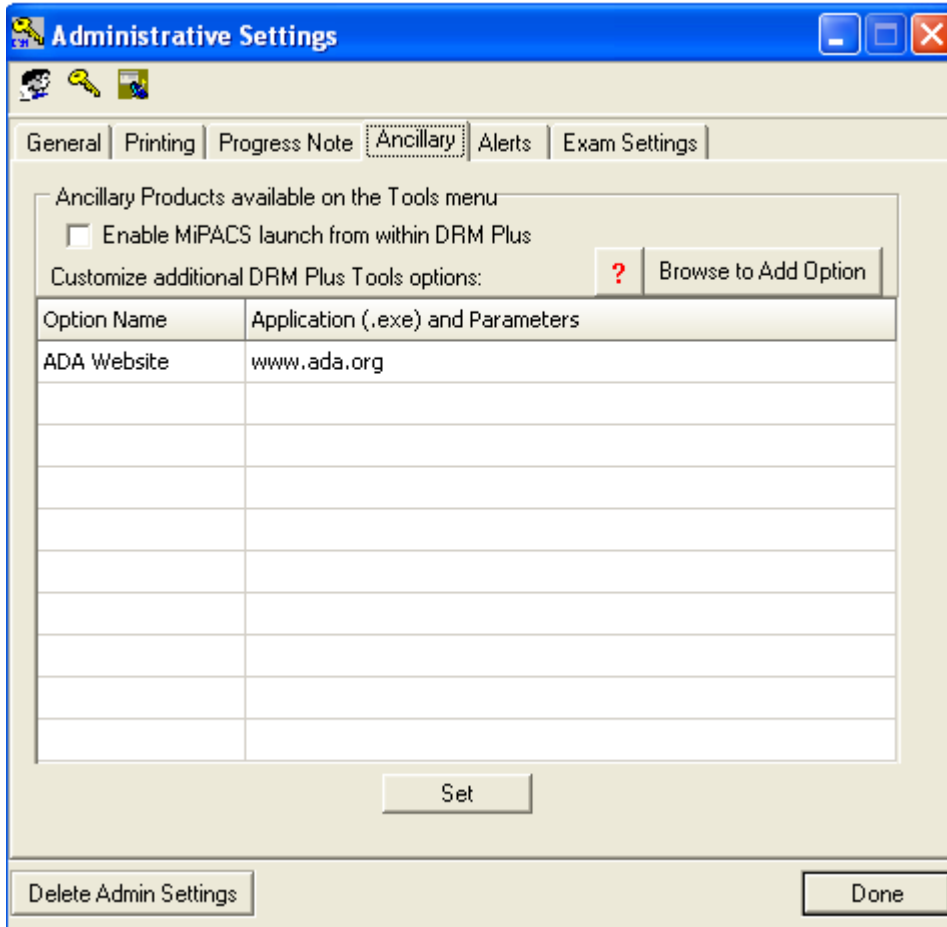 Administrative Settings
General Printing Progress Note Ancillary Alerts Exam Settings
Ancillary Products available on the Tools menu
Enable MiPACS launch from within DRM Plus
Customize additional DRM Plus Tools options: ? Browse to Add Option
Option Name Application (.exe) and Parameters
ADA Website www.ada.org
Set
Delete Admin Settings Done